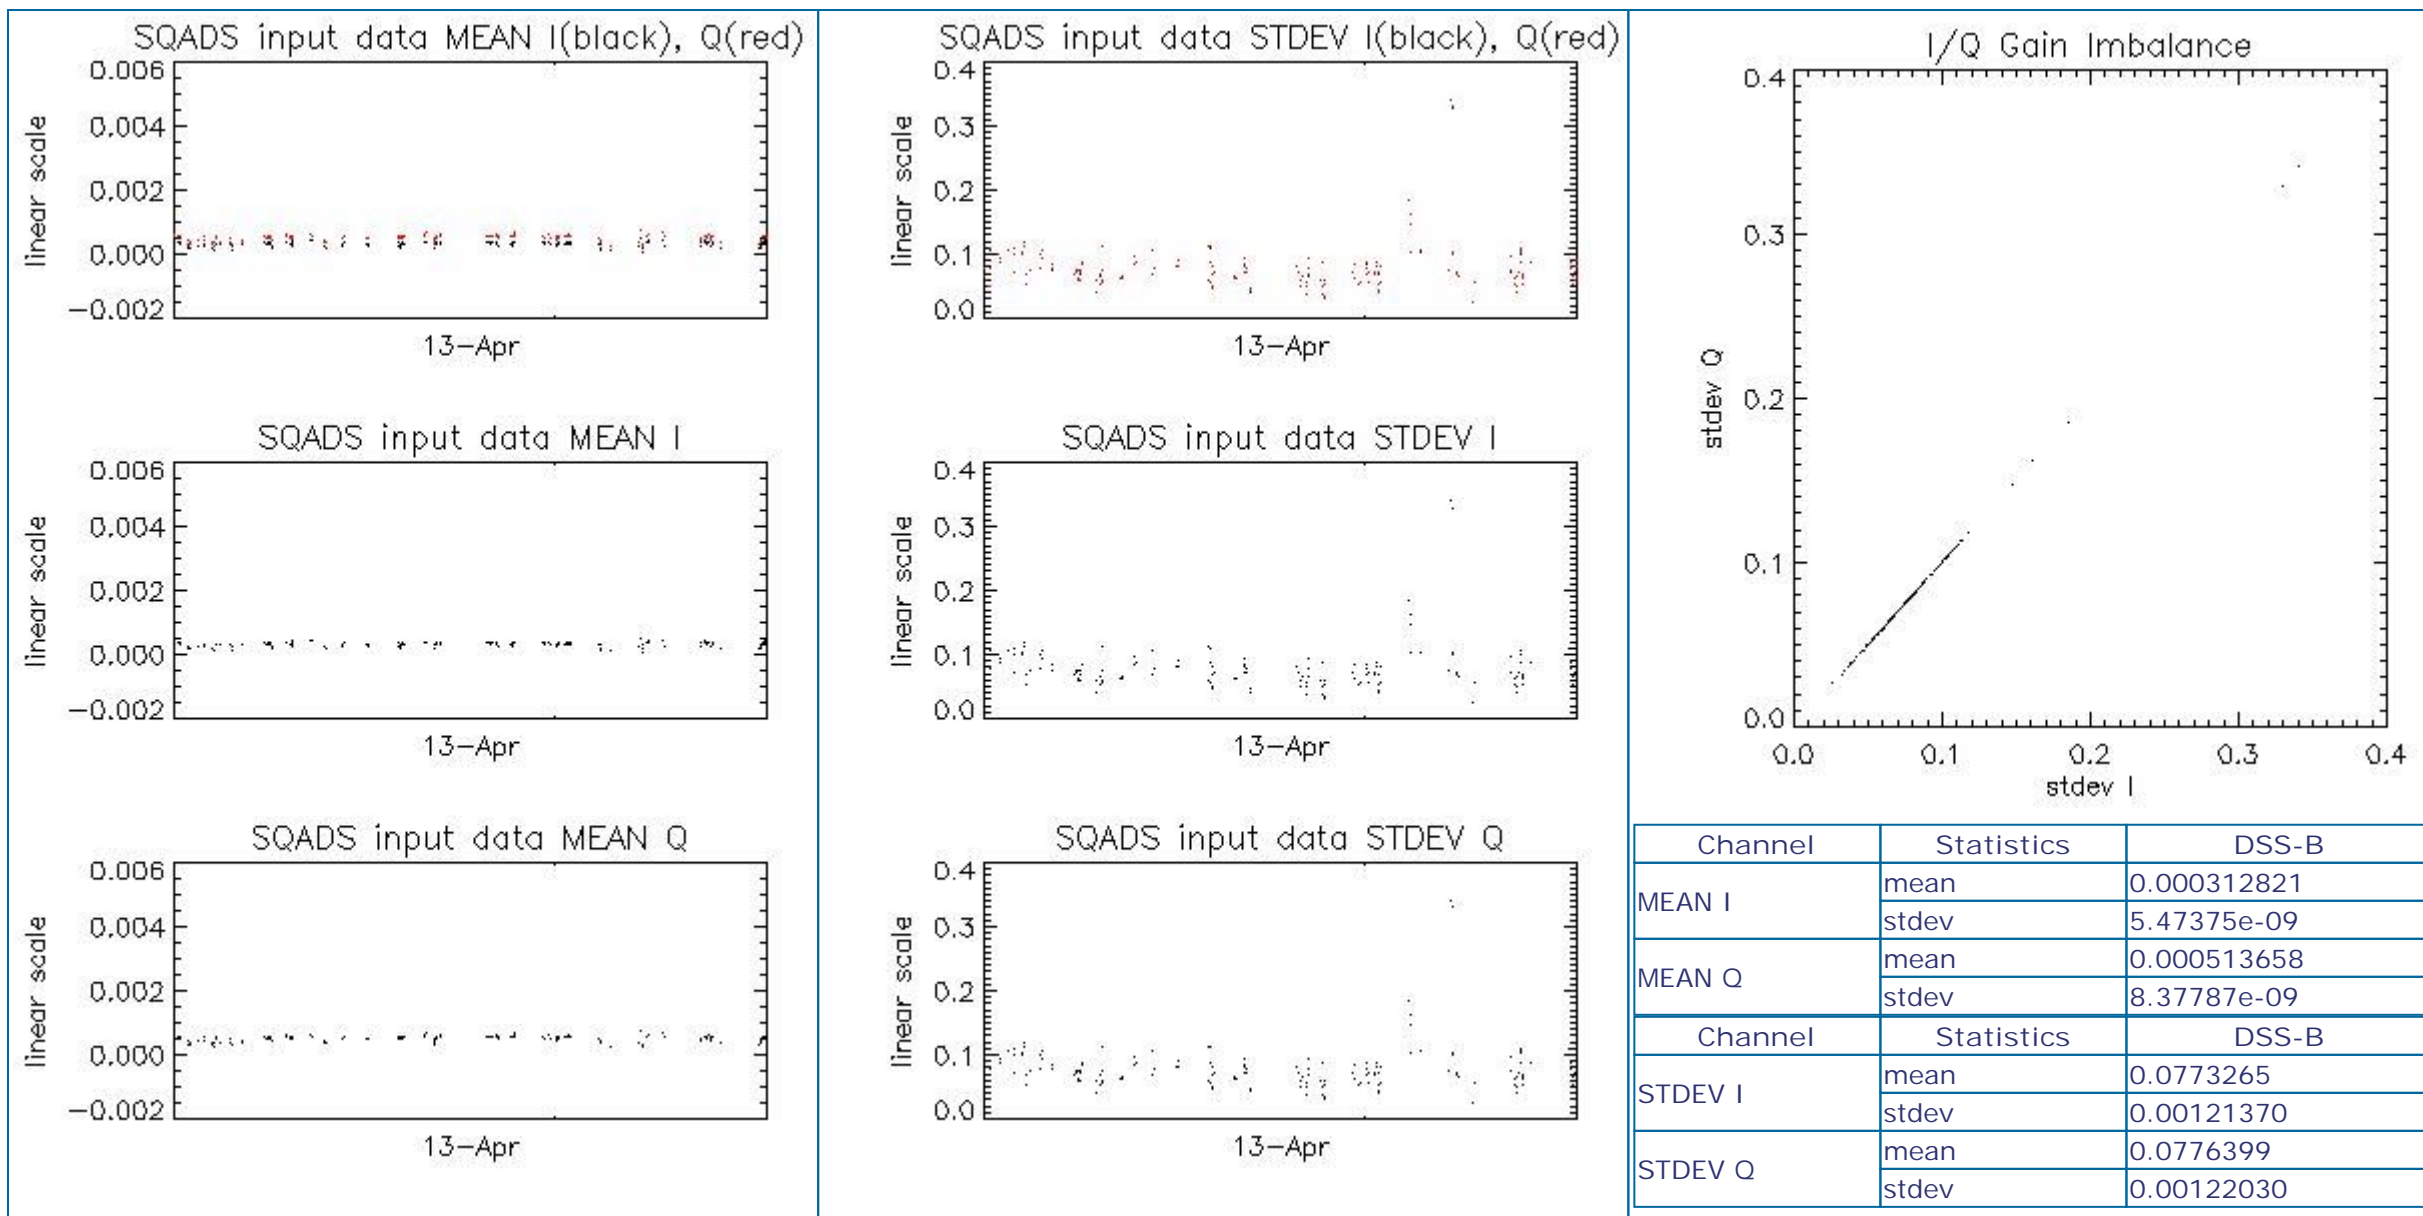 SQADS input data MEAN I(black), Q(red)
0.006
0.004
0.002
0.000
-0.002
linear scale
13-Apr
SQADS input data MEAN I
0.006
0.004
0.002
0.000
-0.002
linear scale
13-Apr
SQADS input data MEAN Q
0.006
0.004
0.002
0.000
-0.002
linear scale
13-Apr
SQADS input data STDEV I(black), Q(red)
0.4
0.3
0.2
0.1
0.0
linear scale
13-Apr
SQADS input data STDEV I
0.4
0.3
0.2
0.1
0.0
linear scale
13-Apr
SQADS input data STDEV Q
0.4
0.3
0.2
0.1
0.0
linear scale
13-Apr
I/Q Gain Imbalance
0.4
0.3
0.2
0.1
0.0
stdev Q
0.0 0.1 0.2 0.3 0.4
stdev I
Channel Statistics DSS-B
MEAN I mean 0.000312821
stdev 5.47375e-09
MEAN Q mean 0.000513658
stdev 8.37787e-09
Channel Statistics DSS-B
STDEV I mean 0.0773265
stdev 0.00121370
STDEV Q mean 0.0776399
stdev 0.00122030